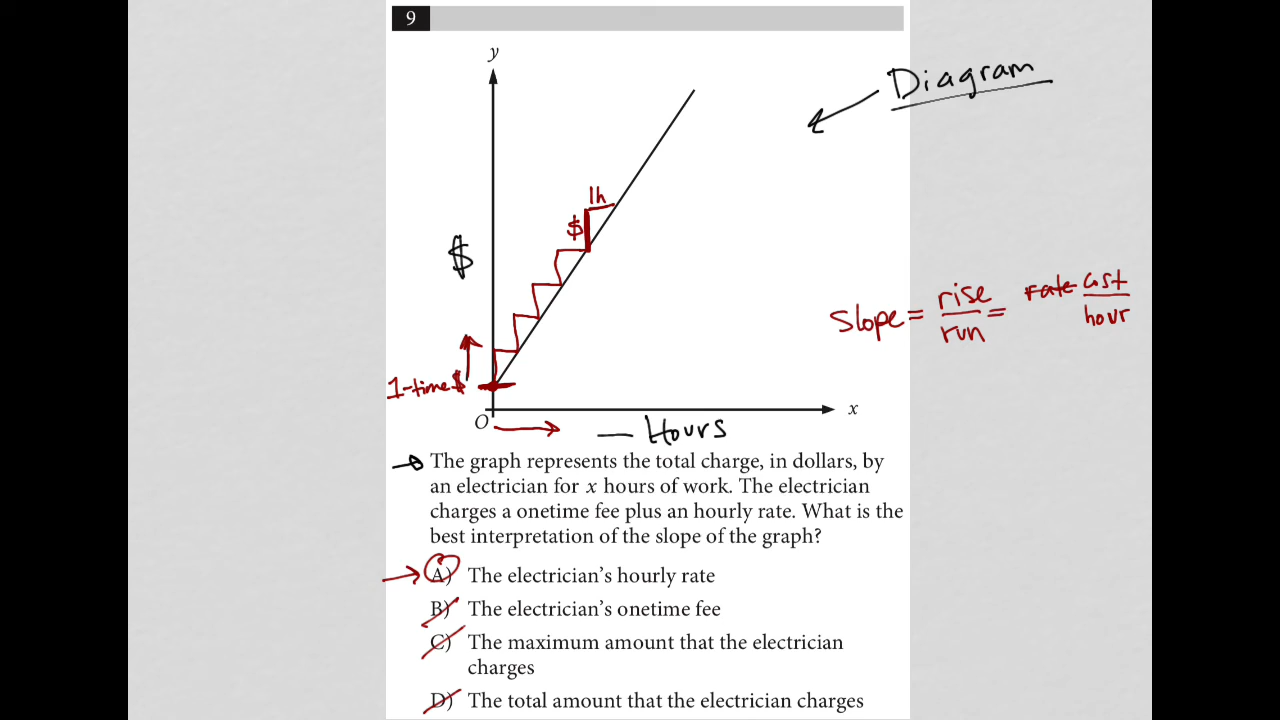 9
y
Diagram
1h
$
$
slope = rise/run = rate cost/hour
1-time $
O
x
Hours
The graph represents the total charge, in dollars, by
an electrician for x hours of work. The electrician
charges a onetime fee plus an hourly rate. What is the
best interpretation of the slope of the graph?
A) The electrician's hourly rate
B) The electrician's onetime fee
C) The maximum amount that the electrician
charges
D) The total amount that the electrician charges